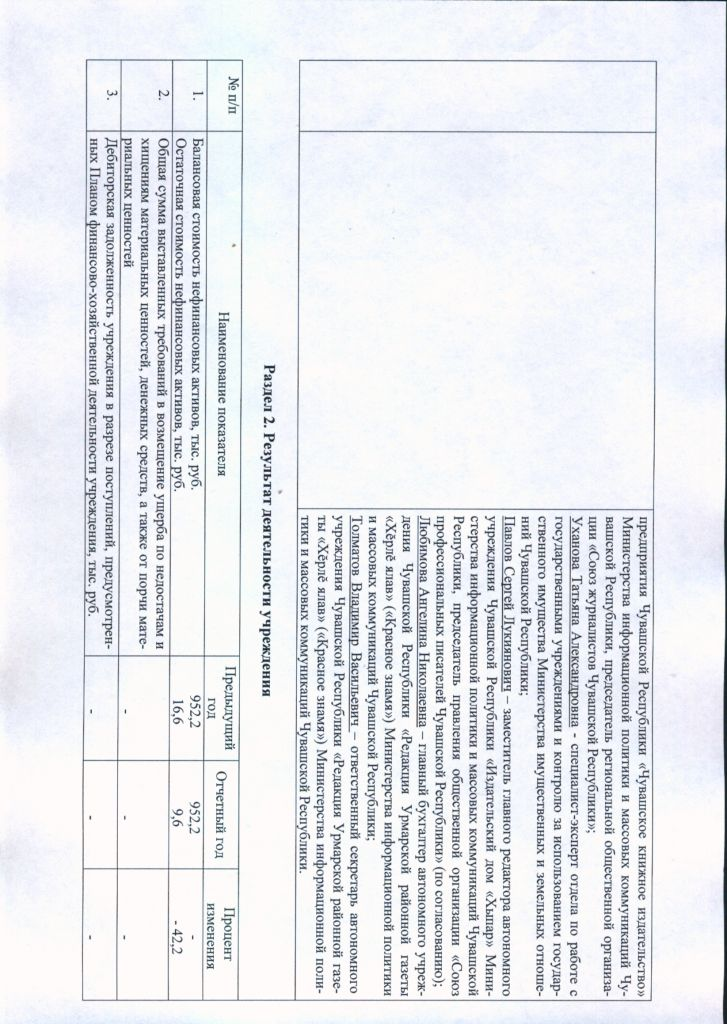 предприятия Чувашской Республики «Чувашское книжное издательство»
Министерства информационной политики и массовых коммуникаций Чу-
вашской Республики, председатель региональной общественной организа-
ции «Союз журналистов Чувашской Республики»;
Уханова Татьяна Александровна - специалист-эксперт отдела по работе с
государственными учреждениями и контролю за использованием государ-
ственного имущества Министерства имущественных и земельных отноше-
ний Чувашской Республики;
Павлов Сергей Лукиянович – заместитель главного редактора автономного
учреждения Чувашской Республики «Издательский дом «Хыпар» Мини-
стерства информационной политики и массовых коммуникаций Чувашской
Республики, председатель правления общественной организации «Союз
профессиональных писателей Чувашской Республики» (по согласованию);
Любимова Ангелина Николаевна – главный бухгалтер автономного учреж-
дения Чувашской Республики «Редакция Урмарской районной газеты
«Хĕрлĕ ялав» («Красное знамя») Министерства информационной политики
и массовых коммуникаций Чувашской Республики;
Толматов Владимир Васильевич – ответственный секретарь автономного
учреждения Чувашской Республики «Редакция Урмарской районной газе-
ты «Хĕрлĕ ялав» («Красное знамя») Министерства информационной поли-
тики и массовых коммуникаций Чувашской Республики.
Раздел 2. Результат деятельности учреждения
№ п/п Наименование показателя Предыдущий год Отчетный год Процент изменения
1. Балансовая стоимость нефинансовых активов, тыс. руб. 952,2 952,2 -
Остаточная стоимость нефинансовых активов, тыс. руб. 16,6 9,6 - 42,2
2. Общая сумма выставленных требований в возмещение ущерба по недостачам и
хищениям материальных ценностей, денежных средств, а также от порчи мате-
риальных ценностей - - -
3. Дебиторская задолженность учреждения в разрезе поступлений, предусмотрен-
ных Планом финансово-хозяйственной деятельности учреждения, тыс. руб. - - -